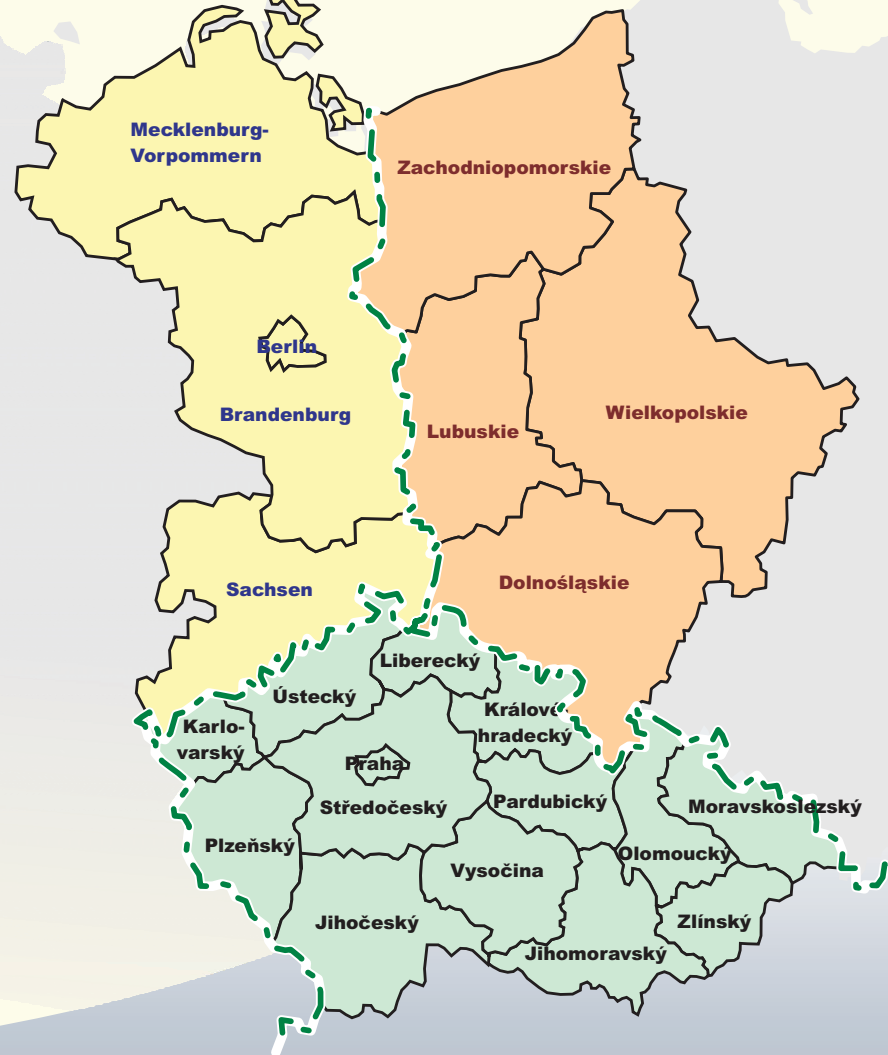 Mecklenburg-
Vorpommern
Zachodniopomorskie
Berlin
Brandenburg
Lubuskie
Wielkopolskie
Sachsen
Dolnośląskie
Liberecký
Ústecký
Karlo-
varský
Králové
hradecký
Praha
Středočeský
Pardubický
Moravskoslezský
Plzeňský
Vysočina
Olomoucký
Jihočeský
Zlínský
Jihomoravský